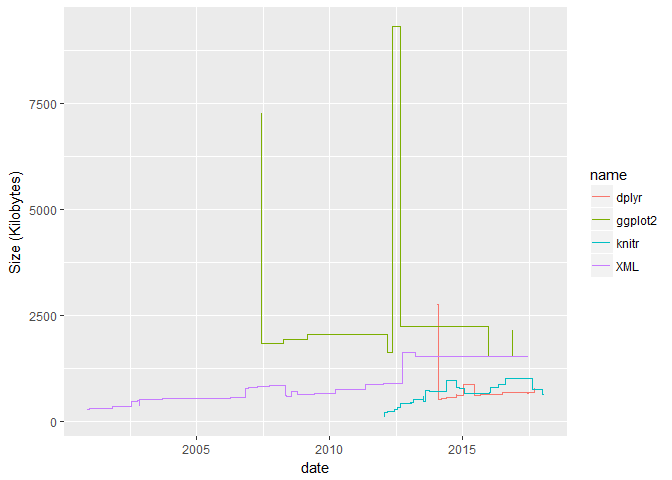 Size (Kilobytes)
7500
5000
2500
0
2005
2010
2015
date
name
dplyr
ggplot2
knitr
XML